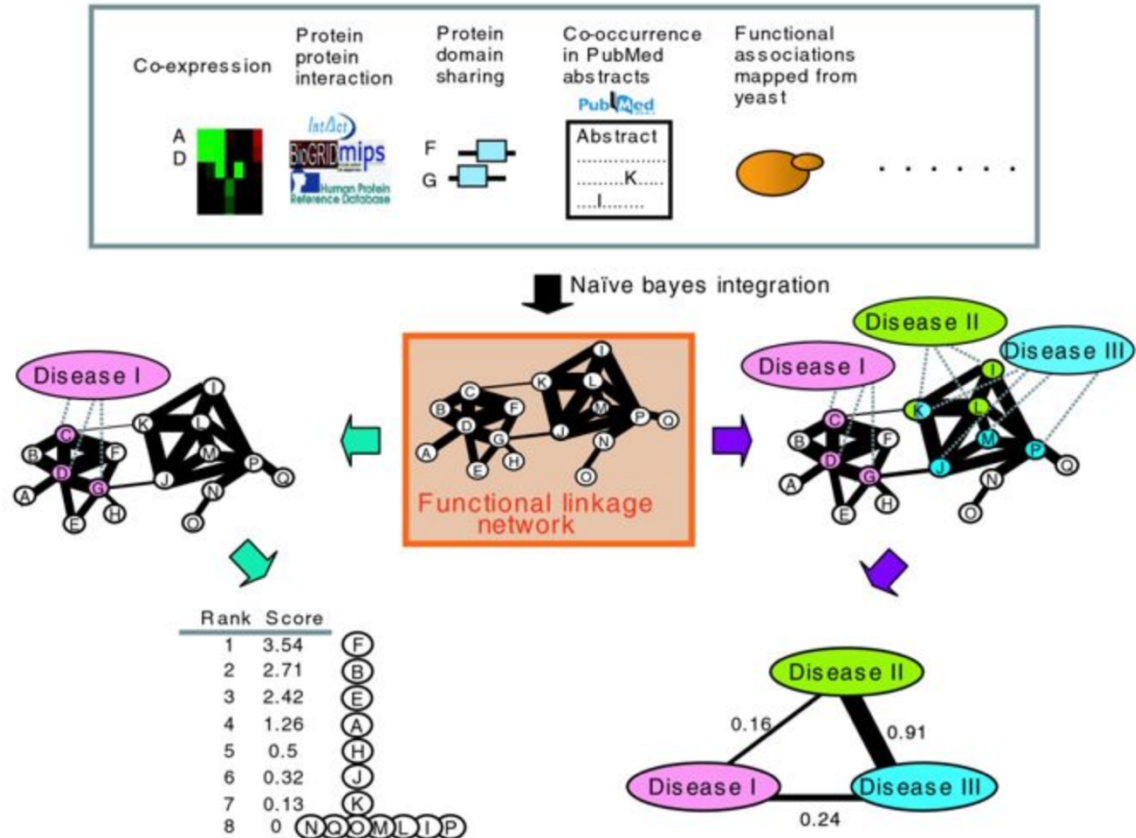 Co-expression
Protein
protein
interaction
Protein
domain
sharing
Co-occurrence
in PubMed
abstracts
Functional
associations
mapped from
yeast
A
D
IntAct
BioGRID
mips
Human Protein
Reference Database
F
G
PubMed
Abstract
..................
.........K.....
....I........
. . . . . .
Naïve bayes integration
Disease I
I
K
L
C
B
F
M
D
P
G
J
Q
A
N
H
E
O
I
K
L
C
B
F
M
P
Q
D
G
J
N
A
H
E
O
Functional linkage
network
Disease II
Disease I
Disease III
I
K
L
C
B
F
M
D
P
G
J
Q
A
N
H
E
O
Rank Score
1 3.54 F
2 2.71 B
3 2.42 E
4 1.26 A
5 0.5 H
6 0.32 J
7 0.13 K
8 0 N Q O M L I P
Disease II
0.16
0.91
Disease I
Disease III
0.24